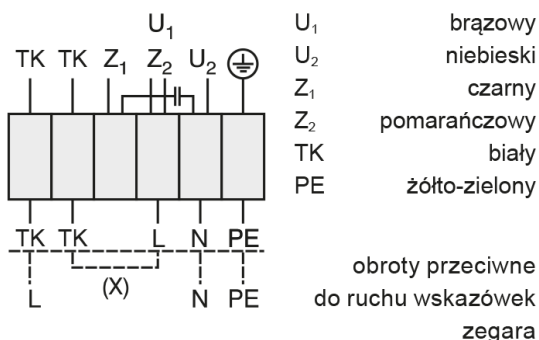 U₁
TK TK Z₁ Z₂ U₂
TK TK L N PE
(X)
L N PE
U₁ brązowy
U₂ niebieski
Z₁ czarny
Z₂ pomarańczowy
TK biały
PE żółto-zielony
obroty przeciwne
do ruchu wskazówek
zegara